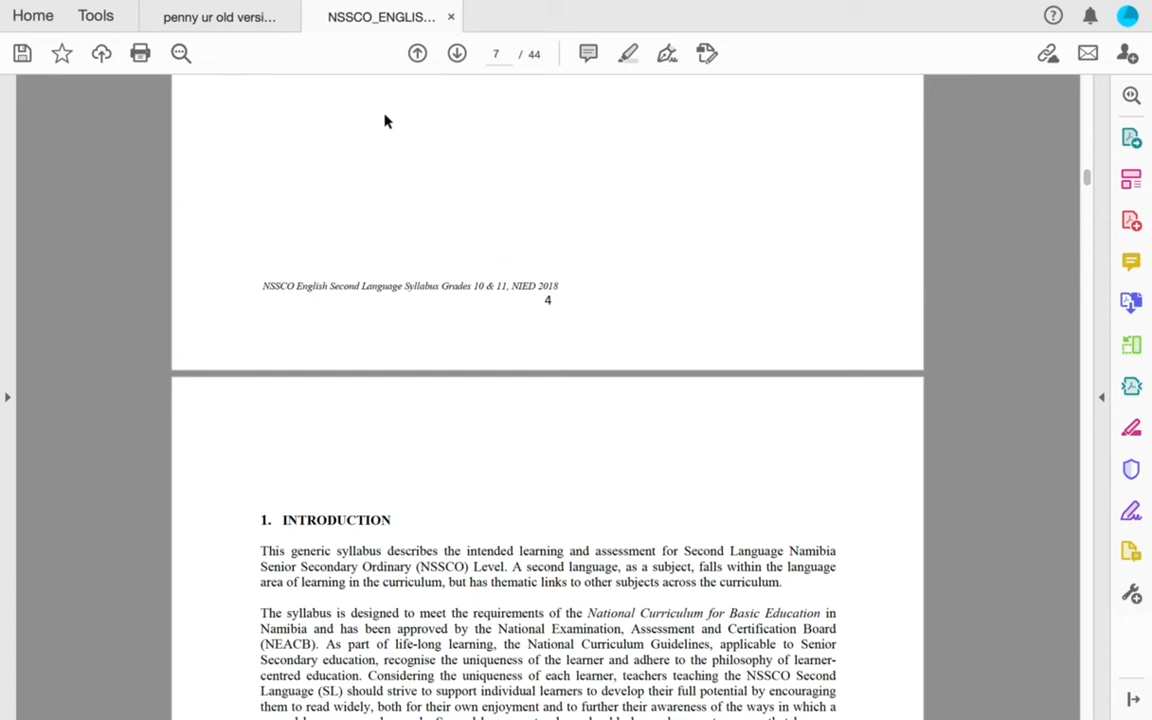 Home Tools penny ur old versi... NSSCO_ENGLIS... ×
7 / 44
NSSCO English Second Language Syllabus Grades 10 & 11, NIED 2018
4
1. INTRODUCTION
This generic syllabus describes the intended learning and assessment for Second Language Namibia
Senior Secondary Ordinary (NSSCO) Level. A second language, as a subject, falls within the language
area of learning in the curriculum, but has thematic links to other subjects across the curriculum.
The syllabus is designed to meet the requirements of the National Curriculum for Basic Education in
Namibia and has been approved by the National Examination, Assessment and Certification Board
(NEACB). As part of life-long learning, the National Curriculum Guidelines, applicable to Senior
Secondary education, recognise the uniqueness of the learner and adhere to the philosophy of learner-
centred education. Considering the uniqueness of each learner, teachers teaching the NSSCO Second
Language (SL) should strive to support individual learners to develop their full potential by encouraging
them to read widely, both for their own enjoyment and to further their awareness of the ways in which a